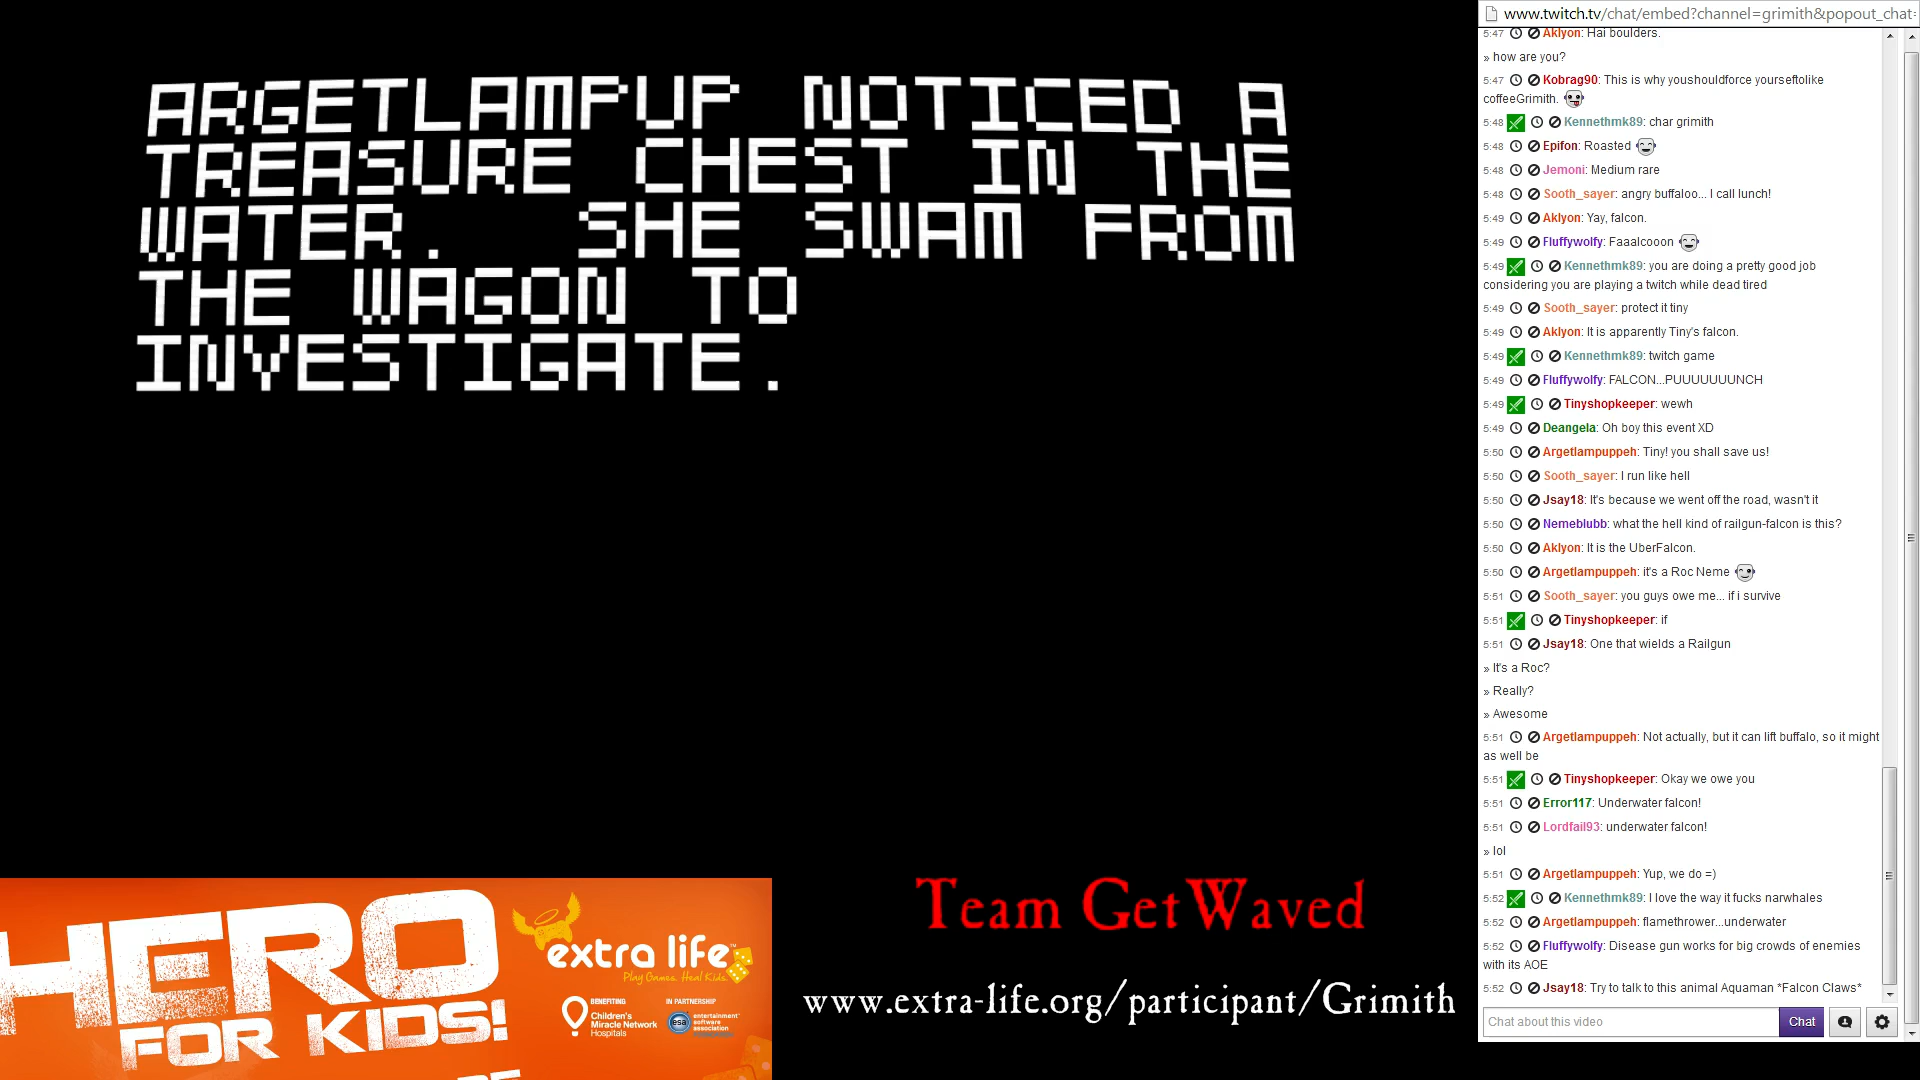 ARGETLAMPUP NOTICED A
TREASURE CHEST IN THE
WATER.  SHE SWAM FROM
THE WAGON TO
INVESTIGATE.
HERO
FOR KIDS!
extra life™
Play Games. Heal Kids.
BENEFITING
Children's
Miracle Network
Hospitals
IN PARTNERSHIP
esa
entertainment
software
association
Team GetWaved
www.extra-life.org/participant/Grimith
www.twitch.tv/chat/embed?channel=grimith&popout_chat=
5:47 Aklyon: Hai boulders.
» how are you?
5:47 Kobrag90: This is why youshouldforce yourseftolike
coffeeGrimith.
5:48 Kennethmk89: char grimith
5:48 Epifon: Roasted
5:48 Jemoni: Medium rare
5:48 Sooth_sayer: angry buffaloo... I call lunch!
5:49 Aklyon: Yay, falcon.
5:49 Fluffywolfy: Faaalcooon
5:49 Kennethmk89: you are doing a pretty good job
considering you are playing a twitch while dead tired
5:49 Sooth_sayer: protect it tiny
5:49 Aklyon: It is apparently Tiny's falcon.
5:49 Kennethmk89: twitch game
5:49 Fluffywolfy: FALCON...PUUUUUUUNCH
5:49 Tinyshopkeeper: wewh
5:49 Deangela: Oh boy this event XD
5:50 Argetlampuppeh: Tiny! you shall save us!
5:50 Sooth_sayer: I run like hell
5:50 Jsay18: It's because we went off the road, wasn't it
5:50 Nemeblubb: what the hell kind of railgun-falcon is this?
5:50 Aklyon: It is the UberFalcon.
5:50 Argetlampuppeh: it's a Roc Neme
5:51 Sooth_sayer: you guys owe me... if i survive
5:51 Tinyshopkeeper: if
5:51 Jsay18: One that wields a Railgun
» It's a Roc?
» Really?
» Awesome
5:51 Argetlampuppeh: Not actually, but it can lift buffalo, so it might
as well be
5:51 Tinyshopkeeper: Okay we owe you
5:51 Error117: Underwater falcon!
5:51 Lordfail93: underwater falcon!
» lol
5:51 Argetlampuppeh: Yup, we do =)
5:52 Kennethmk89: I love the way it fucks narwhales
5:52 Argetlampuppeh: flamethrower...underwater
5:52 Fluffywolfy: Disease gun works for big crowds of enemies
with its AOE
5:52 Jsay18: Try to talk to this animal Aquaman *Falcon Claws*
Chat about this video
Chat